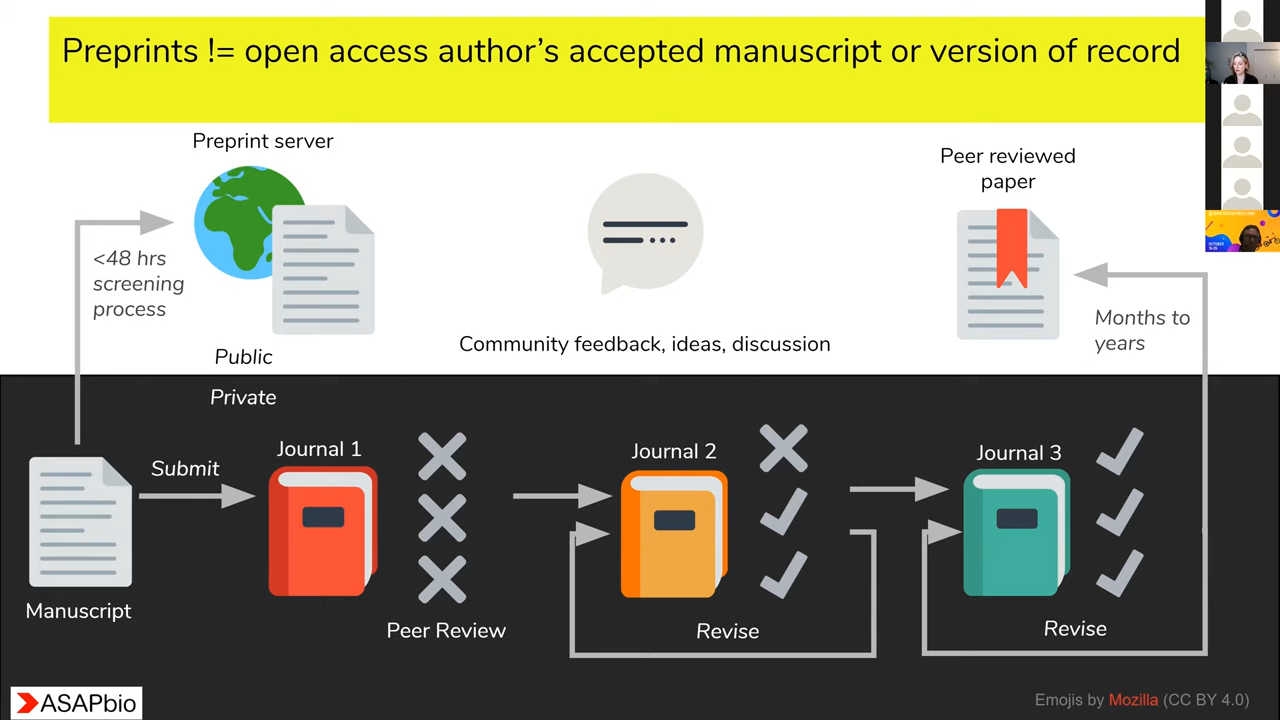 Preprints != open access author’s accepted manuscript or version of record
Preprint server
Peer reviewed
paper
<48 hrs
screening
process
Months to
years
Community feedback, ideas, discussion
Public
Private
Submit
Journal 1
Journal 2
Journal 3
Manuscript
Peer Review
Revise
Revise
ASAPbio
Emojis by Mozilla (CC BY 4.0)